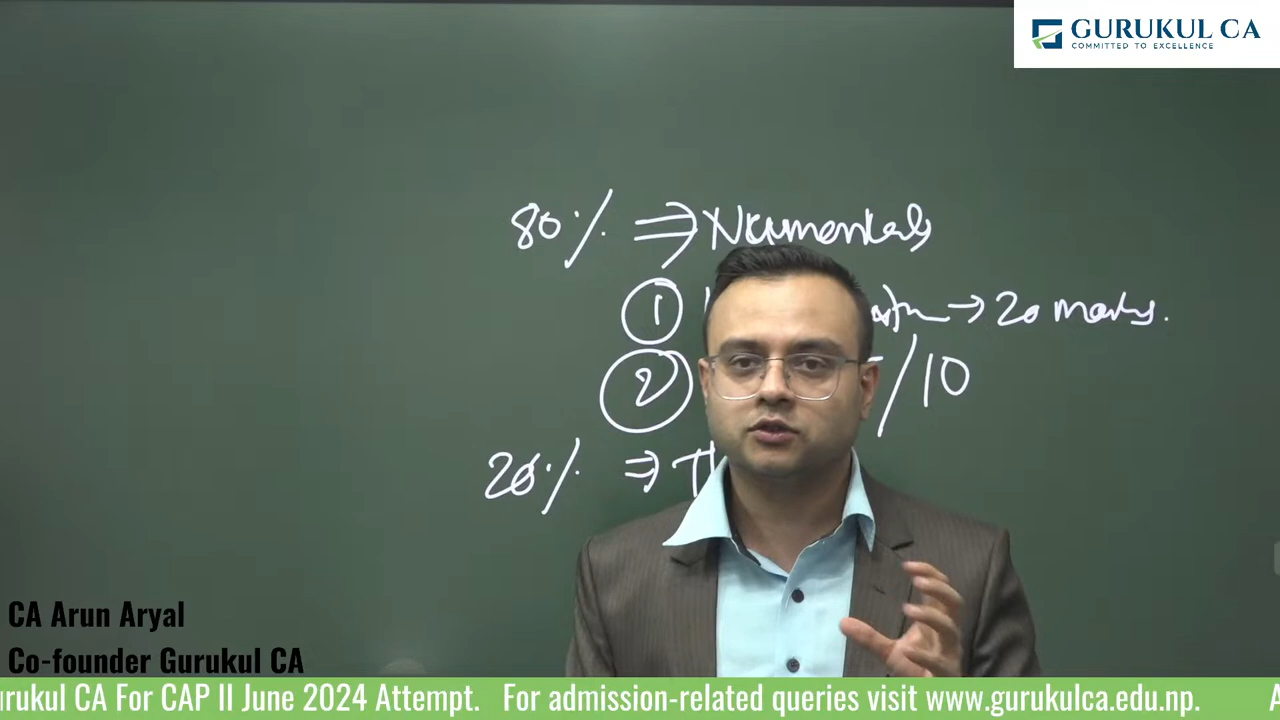 GURUKUL CA
COMMITTED TO EXCELLENCE
80% ⇒ Numericals
① → 20 marks.
② /10
20% ⇒
CA Arun Aryal
Co-founder Gurukul CA
urukul CA For CAP II June 2024 Attempt. For admission-related queries visit www.gurukulca.edu.np. A